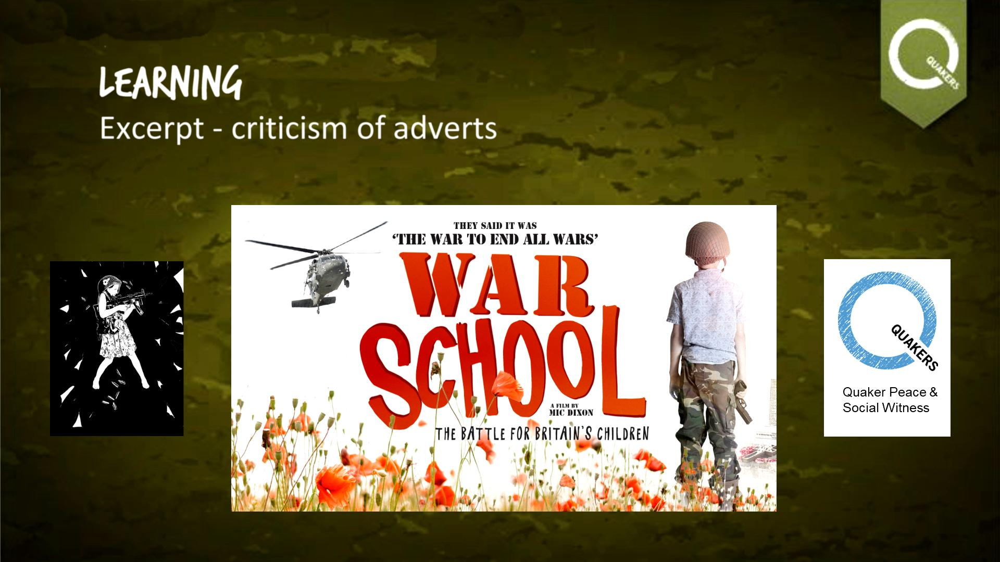 LEARNING
Excerpt - criticism of adverts
QUAKERS
THEY SAID IT WAS
‘THE WAR TO END ALL WARS’
WAR
SCHOOL
A FILM BY
MIC DIXON
THE BATTLE FOR BRITAIN'S CHILDREN
QUAKERS
Quaker Peace &
Social Witness